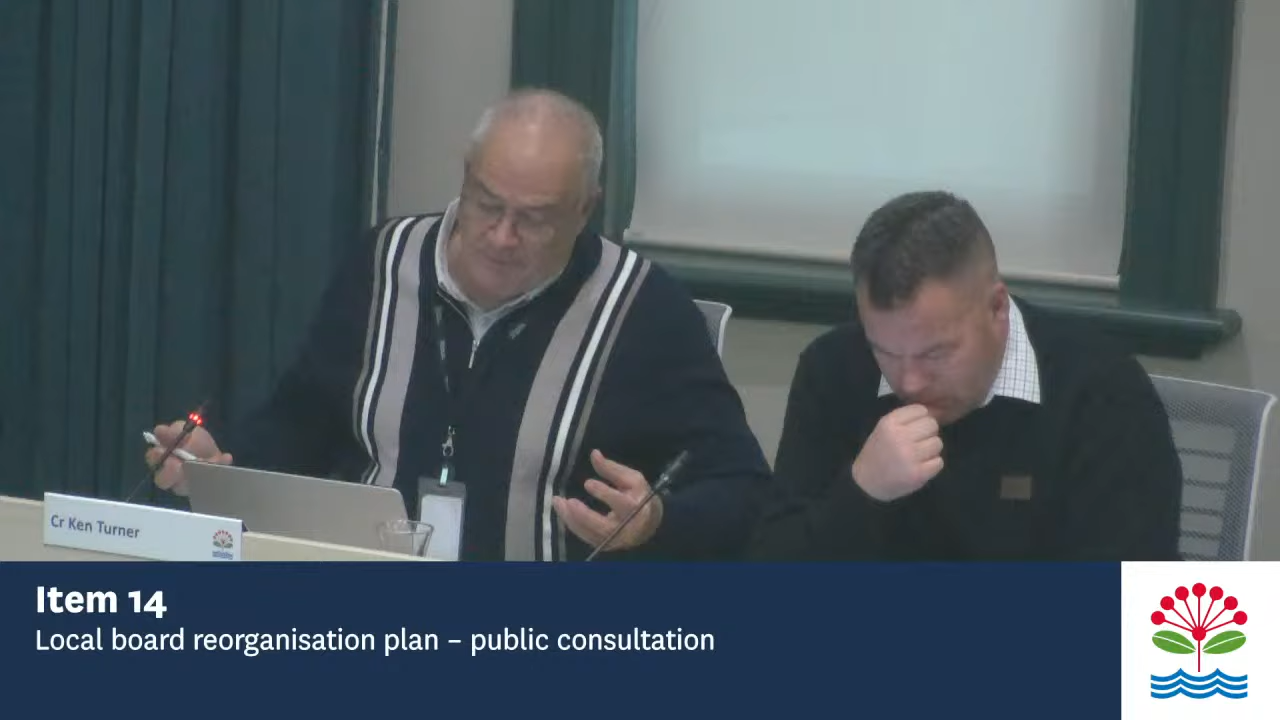 Cr Ken Turner
Item 14
Local board reorganisation plan – public consultation